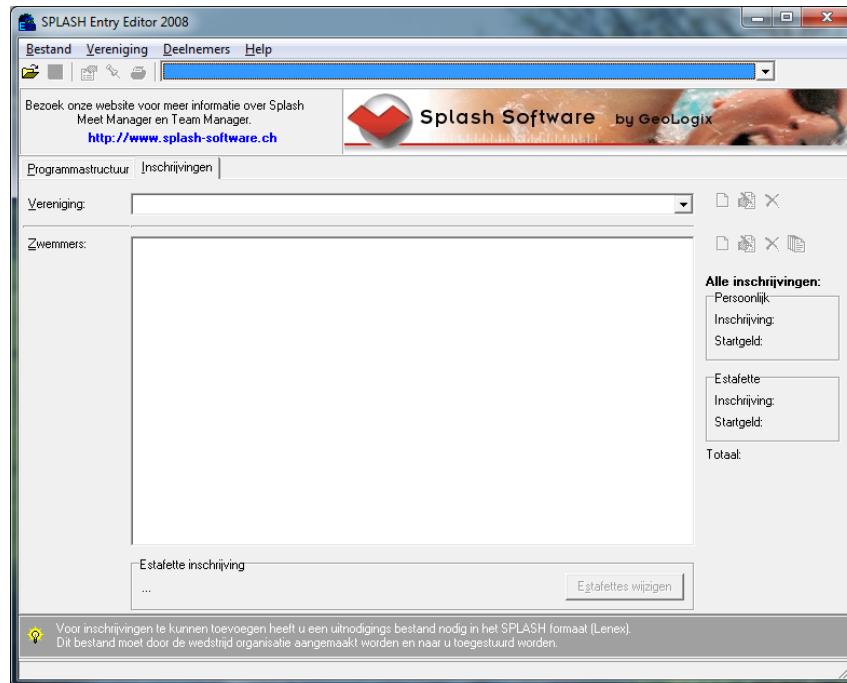 SPLASH Entry Editor 2008
Bestand Vereniging Deelnemers Help
Bezoek onze website voor meer informatie over Splash
Meet Manager en Team Manager.
http://www.splash-software.ch
Splash Software by GeoLogix
Programmastructuur Inschrijvingen
Vereniging:
Zwemmers:
Alle inschrijvingen:
Persoonlijk
Inschrijving:
Startgeld:
Estafette
Inschrijving:
Startgeld:
Totaal:
Estafette inschrijving
...
Estafettes wijzigen
Voor inschrijvingen te kunnen toevoegen heeft u een uitnodigings bestand nodig in het SPLASH formaat (Lenex).
Dit bestand moet door de wedstrijd organisatie aangemaakt worden en naar u toegestuurd worden.